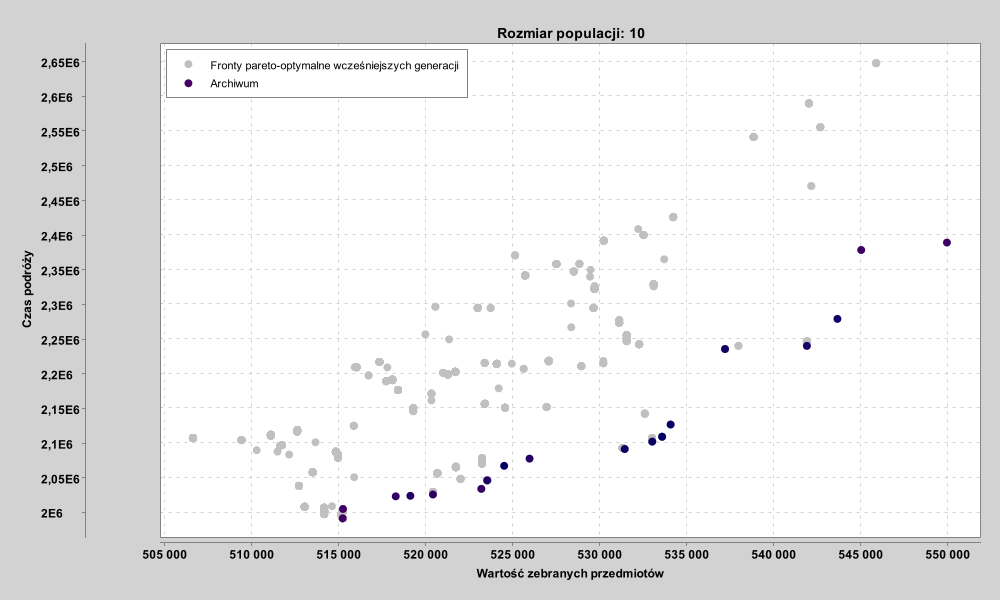 Rozmiar populacji: 10
Fronty pareto-optymalne wcześniejszych generacji
Archiwum
Czas podróży
2,65E6
2,6E6
2,55E6
2,5E6
2,45E6
2,4E6
2,35E6
2,3E6
2,25E6
2,2E6
2,15E6
2,1E6
2,05E6
2E6
505 000 510 000 515 000 520 000 525 000 530 000 535 000 540 000 545 000 550 000
Wartość zebranych przedmiotów